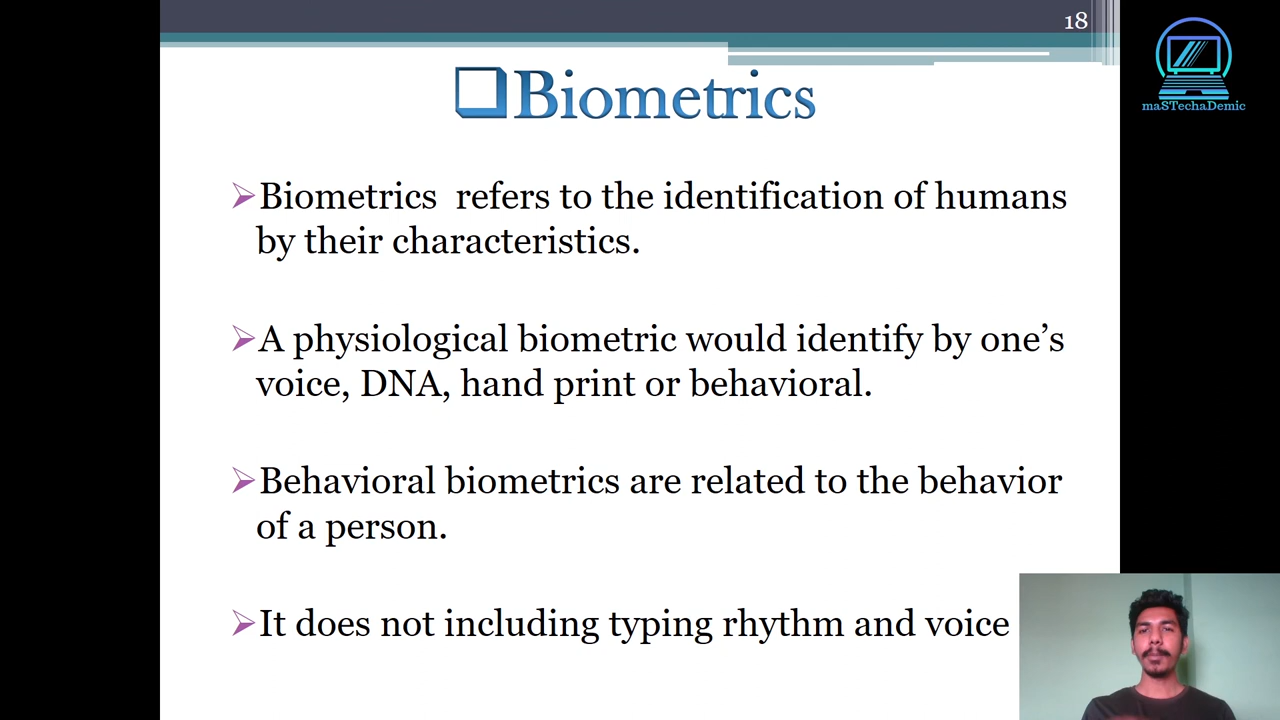 18
maSTechaDemic
Biometrics
Biometrics refers to the identification of humans
by their characteristics.
A physiological biometric would identify by one’s
voice, DNA, hand print or behavioral.
Behavioral biometrics are related to the behavior
of a person.
It does not including typing rhythm and voice